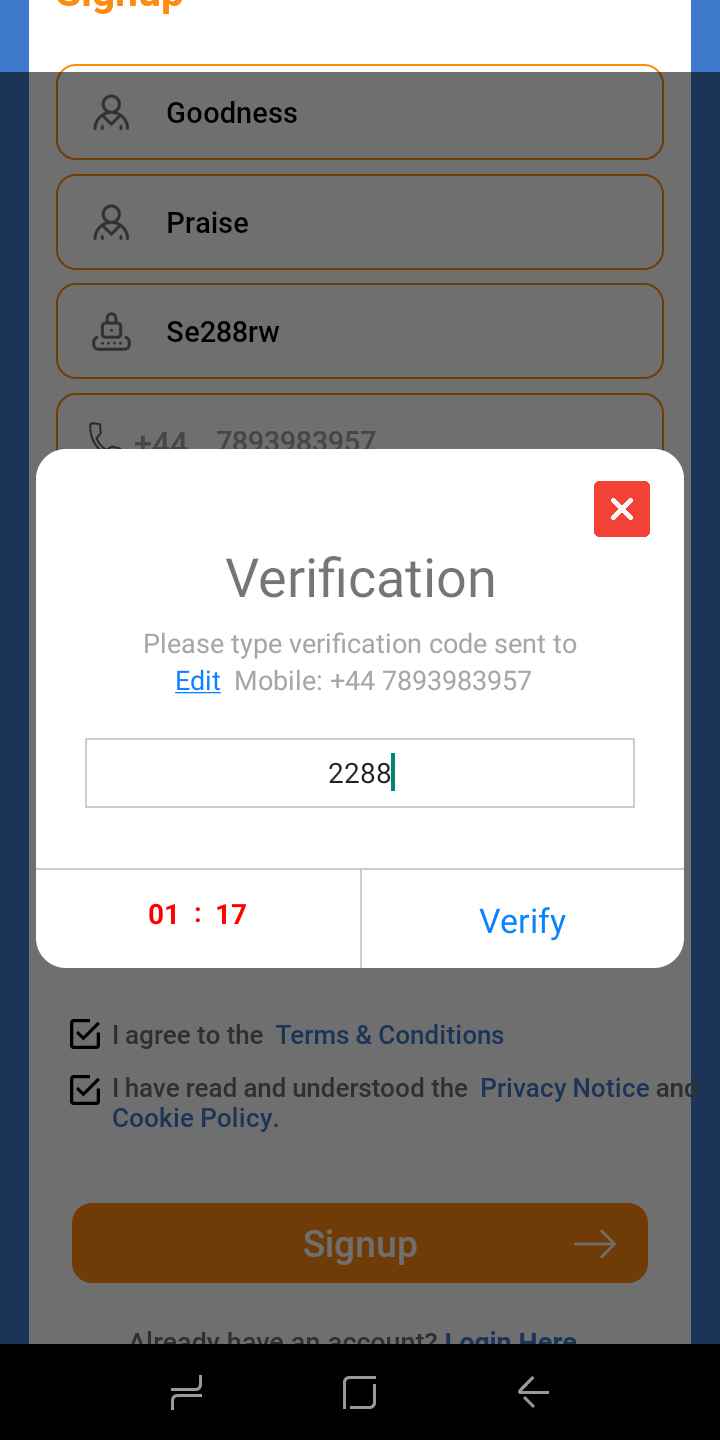 Signup
Goodness
Praise
Se288rw
+44 7893983957
Verification
Please type verification code sent to
Edit Mobile: +44 7893983957
2288
01 : 17
Verify
I agree to the Terms & Conditions
I have read and understood the Privacy Notice and
Cookie Policy.
Signup
Already have an account? Login Here